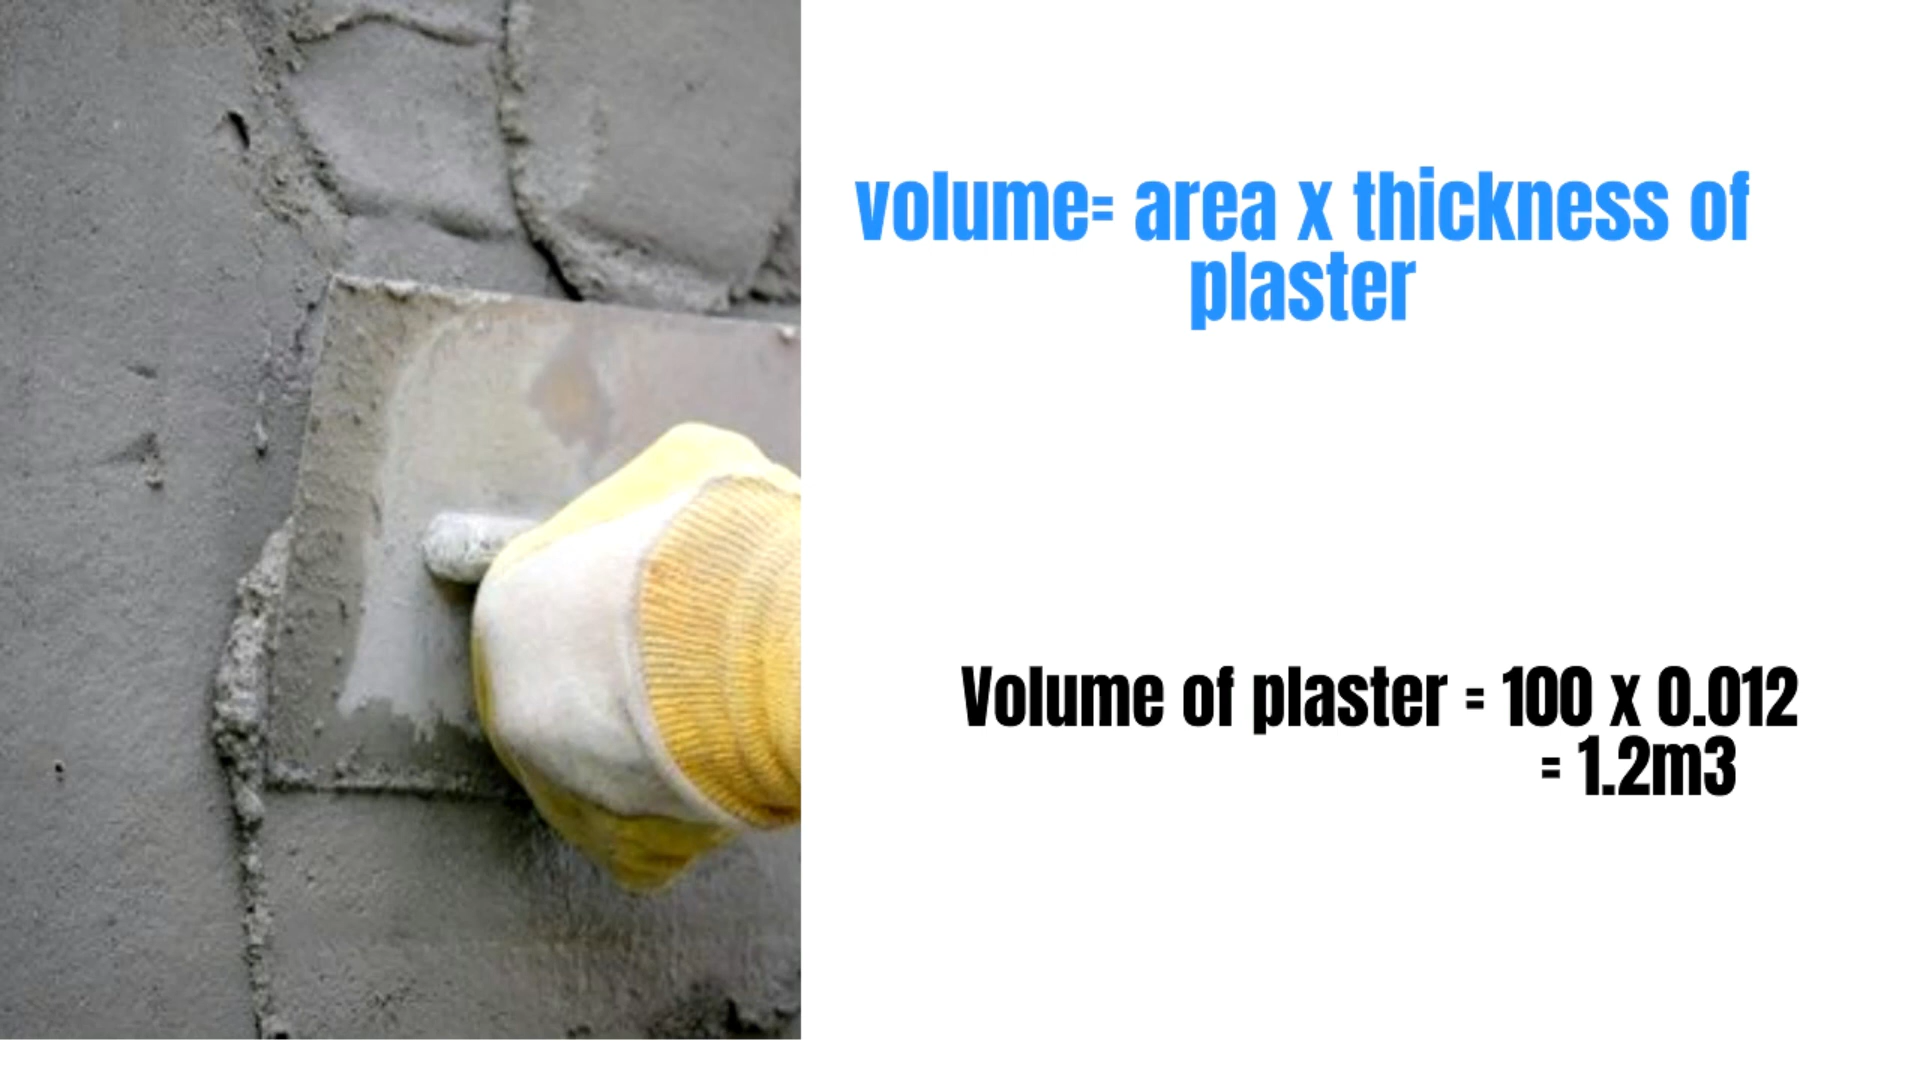 volume= area x thickness of
plaster
Volume of plaster = 100 x 0.012
= 1.2m3